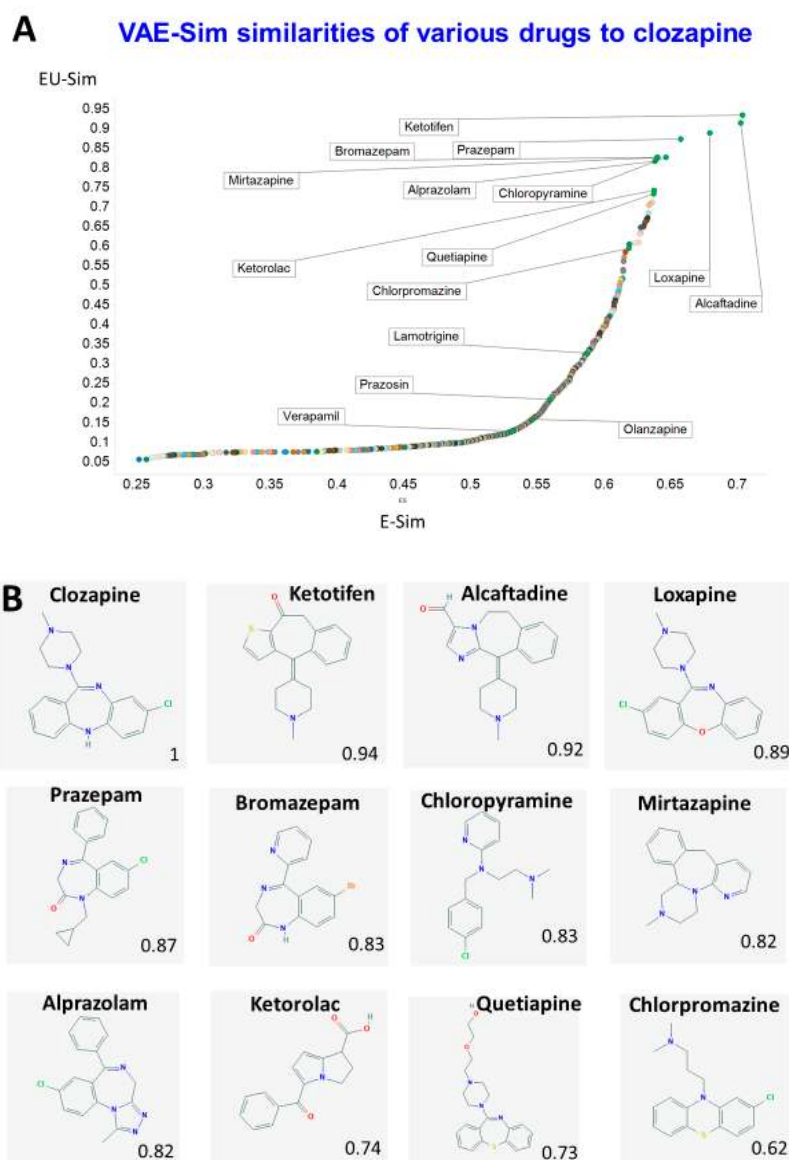 A
VAE-Sim similarities of various drugs to clozapine
EU-Sim
0.95
0.9
0.85
0.8
0.75
0.7
0.65
0.6
0.55
0.5
0.45
0.4
0.35
0.3
0.25
0.2
0.15
0.1
0.05
Ketotifen
Bromazepam
Prazepam
Mirtazapine
Alprazolam
Chloropyramine
Ketorolac
Quetiapine
Chlorpromazine
Loxapine
Alcaftadine
Lamotrigine
Prazosin
Verapamil
Olanzapine
0.25 0.3 0.35 0.4 0.45 0.5 0.55 0.6 0.65 0.7
ES
E-Sim
B
Clozapine Ketotifen Alcaftadine Loxapine
N N N Cl N H
O S N
H O N N N
N N N Cl O
1 0.94 0.92 0.89
Prazepam Bromazepam Chloropyramine Mirtazapine
N Cl O N
N N Br O N H
N N N Cl
N N N
0.87 0.83 0.83 0.82
Alprazolam Ketorolac Quetiapine Chlorpromazine
Cl N N N N
O O H N O
H O O N N N S
N N Cl S
0.82 0.74 0.73 0.62